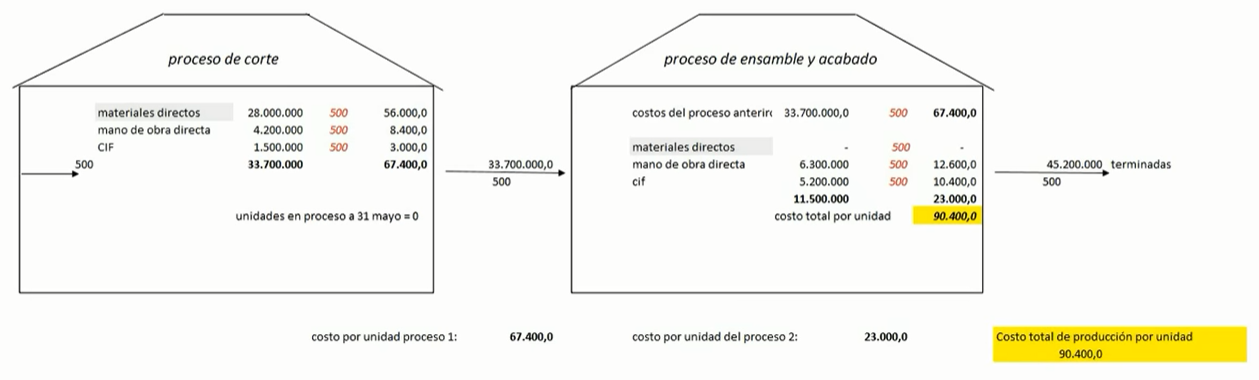 proceso de corte
materiales directos 28.000.000 500 56.000,0
mano de obra directa 4.200.000 500 8.400,0
CIF 1.500.000 500 3.000,0
500 33.700.000 67.400,0
unidades en proceso a 31 mayo = 0
33.700.000,0
500
proceso de ensamble y acabado
costos del proceso anterirc 33.700.000,0 500 67.400,0
materiales directos - 500 -
mano de obra directa 6.300.000 500 12.600,0
cif 5.200.000 500 10.400,0
11.500.000 23.000,0
costo total por unidad 90.400,0
45.200.000 terminadas
500
costo por unidad proceso 1: 67.400,0
costo por unidad del proceso 2: 23.000,0
Costo total de producción por unidad
90.400,0